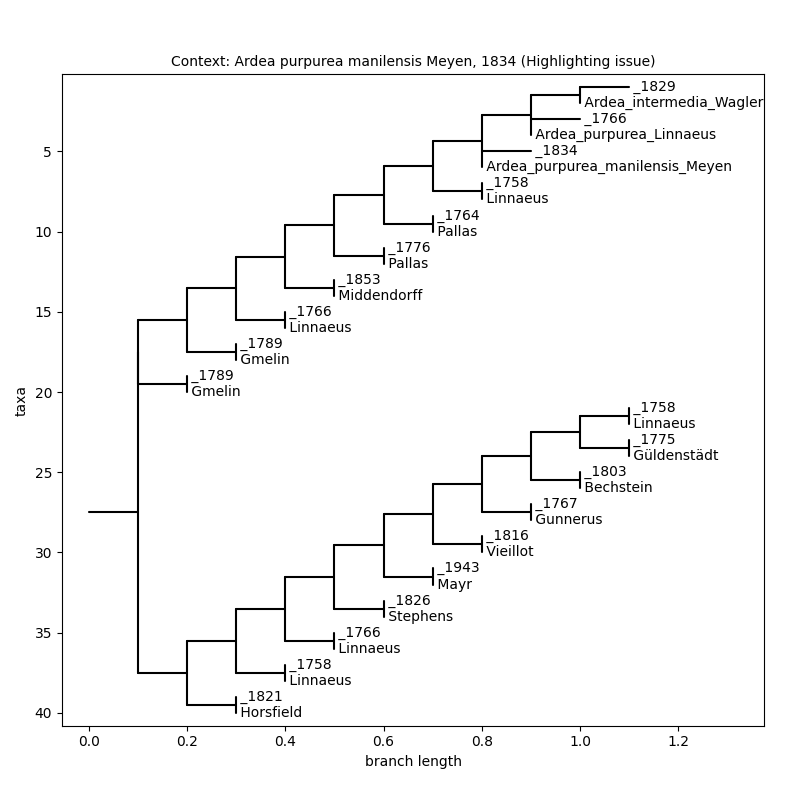 Context: Ardea purpurea manilensis Meyen, 1834 (Highlighting issue)
_1829
Ardea_intermedia_Wagler
_1766
Ardea_purpurea_Linnaeus
5
_1834
Ardea_purpurea_manilensis_Meyen
_1758
Linnaeus
_1764
10
Pallas
_1776
Pallas
_1853
Middendorff
15
_1766
Linnaeus
_1789
Gmelin
_1789
20
Gmelin
taxa
_1758
Linnaeus
_1775
Güldenstädt
25
_1803
Bechstein
_1767
Gunnerus
_1816
30
Vieillot
_1943
Mayr
_1826
Stephens
35
_1766
Linnaeus
_1758
Linnaeus
_1821
40
Horsfield
0.0 0.2 0.4 0.6 0.8 1.0 1.2
branch length